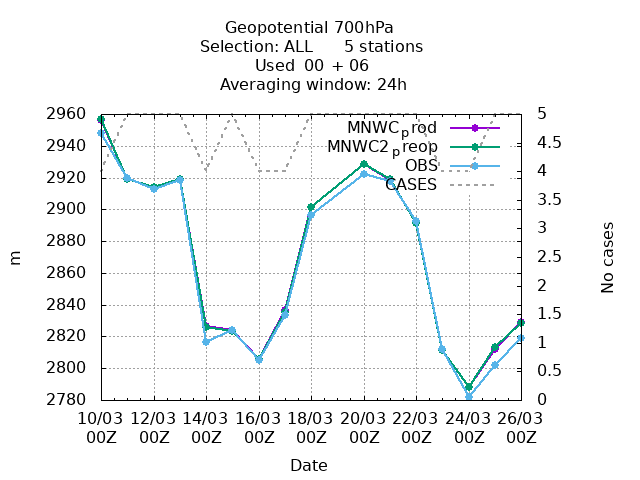 Geopotential 700hPa
Selection: ALL      5 stations
Used  00  + 06
Averaging window: 24h
MNWC_prod
MNWC2_preop
OBS
CASES
2960
2940
2920
2900
2880
2860
2840
2820
2800
2780
m
5
4.5
4
3.5
3
2.5
2
1.5
1
0.5
0
No cases
10/03 12/03 14/03 16/03 18/03 20/03 22/03 24/03 26/03
00Z 00Z 00Z 00Z 00Z 00Z 00Z 00Z 00Z
Date